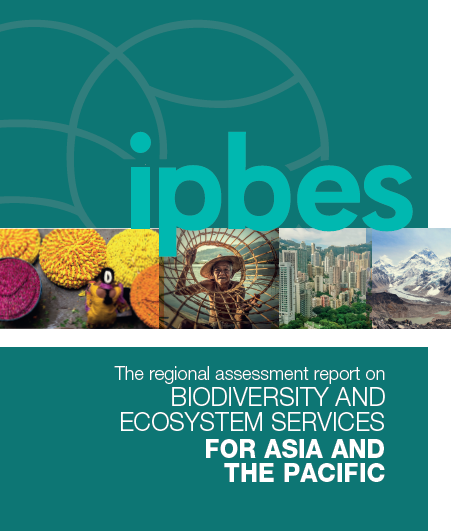 ipbes
The regional assessment report on
BIODIVERSITY AND
ECOSYSTEM SERVICES
FOR ASIA AND
THE PACIFIC